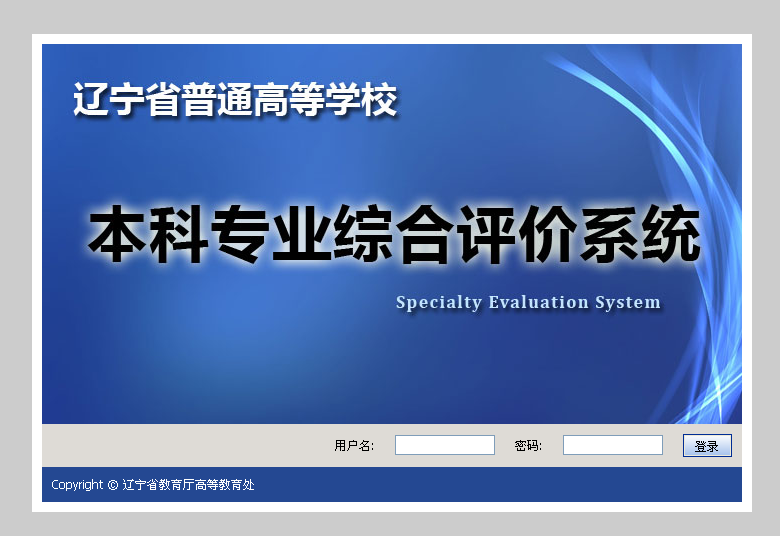 辽宁省普通高等学校
本科专业综合评价系统
Specialty Evaluation System
用户名: 密码: 登录
Copyright © 辽宁省教育厅高等教育处